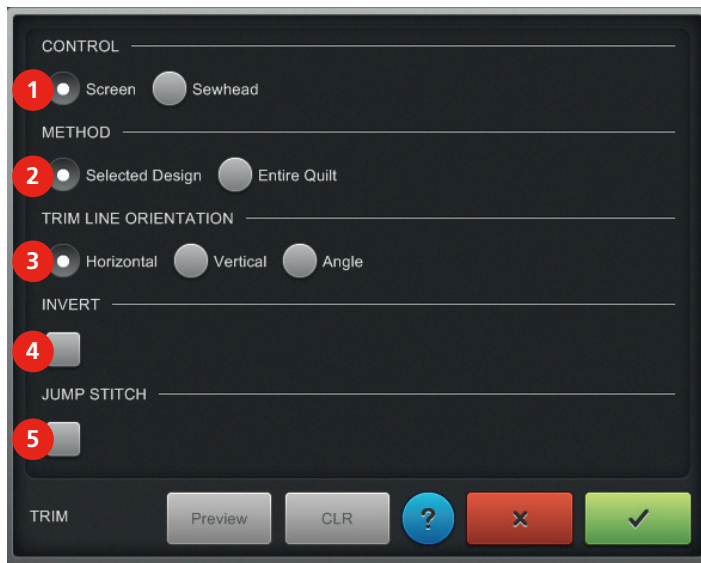 CONTROL
1 Screen Sewhead
METHOD
2 Selected Design Entire Quilt
TRIM LINE ORIENTATION
3 Horizontal Vertical Angle
INVERT
4
JUMP STITCH
5
TRIM Preview CLR ?